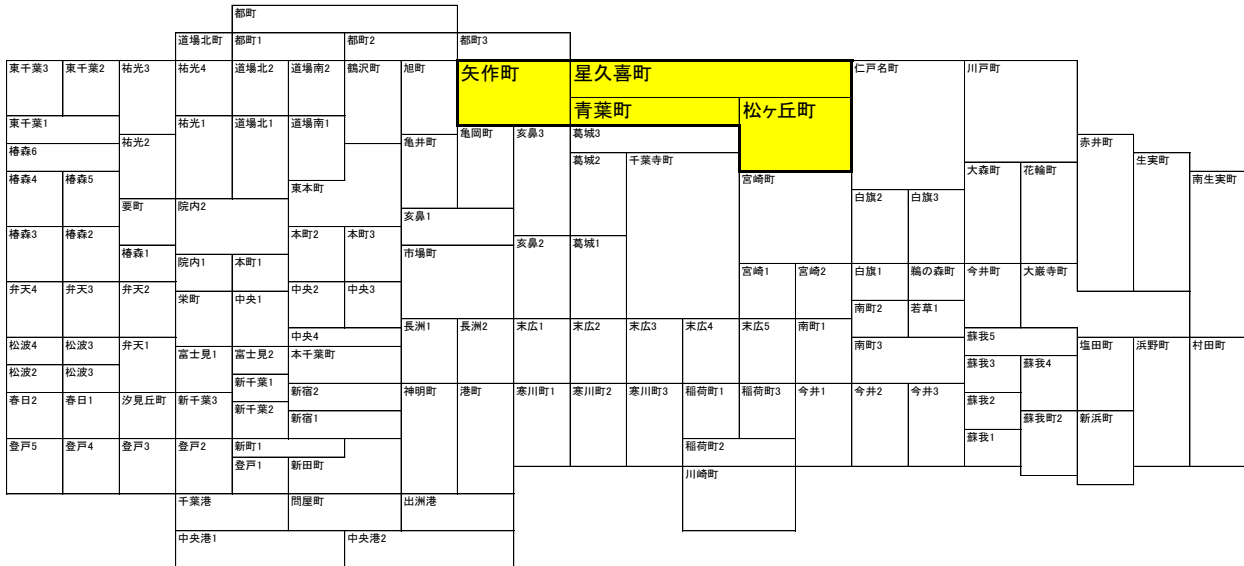 都町
道場北町 都町1 都町2 都町3
東千葉3 東千葉2 祐光3 祐光4 道場北2 道場南2 鶴沢町 旭町 矢作町 星久喜町 仁戸名町 川戸町
青葉町 松ヶ丘町
東千葉1 祐光1 道場北1 道場南1 亀岡町 亥鼻3 葛城3
祐光2 亀井町 赤井町
椿森6 葛城2 千葉寺町 生実町
椿森4 椿森5 東本町 宮崎町 大森町 花輪町 南生実町
要町 院内2 亥鼻1 白旗2 白旗3
椿森3 椿森2 本町2 本町3 亥鼻2 葛城1
椿森1 院内1 本町1 市場町 宮崎1 宮崎2 白旗1 鵜の森町 今井町 大巌寺町
弁天4 弁天3 弁天2 栄町 中央1 中央2 中央3 南町2 若草1
中央4 長洲1 長洲2 末広1 末広2 末広3 末広4 末広5 南町1 蘇我5
松波4 松波3 弁天1 富士見1 富士見2 本千葉町 南町3 塩田町 浜野町 村田町
松波2 松波3 新千葉1 新宿2 神明町 港町 寒川町1 寒川町2 寒川町3 稲荷町1 稲荷町3 今井1 今井2 今井3 蘇我3 蘇我4
春日2 春日1 汐見丘町 新千葉3 新千葉2 新宿1 蘇我2 蘇我町2 新浜町
登戸5 登戸4 登戸3 登戸2 新町1 稲荷町2 蘇我1
登戸1 新田町 川崎町
千葉港 問屋町 出洲港
中央港1 中央港2